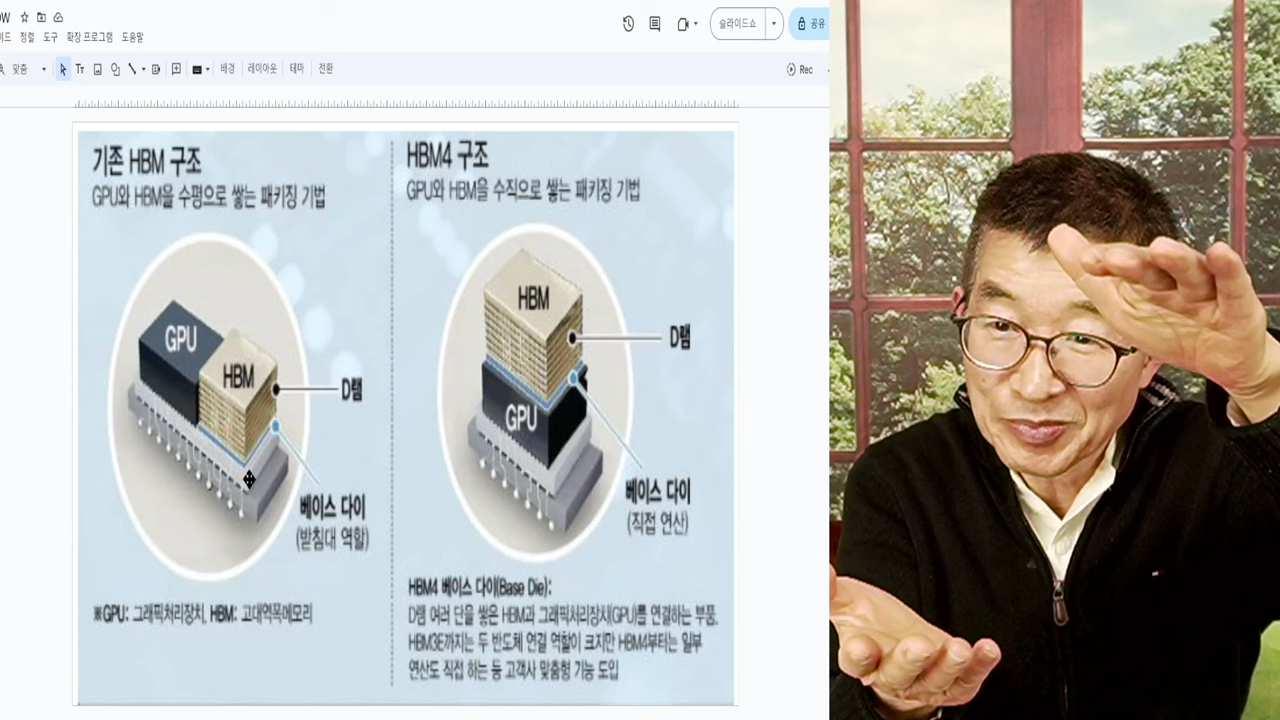 슬라이드쇼
공유
정렬 도구 확장 프로그램 도움말
맞춤
배경 레이아웃 테마 전환
Rec
기존 HBM 구조
GPU와 HBM을 수평으로 쌓는 패키징 기법
GPU
HBM
D램
베이스 다이
(받침대 역할)
※GPU: 그래픽처리장치, HBM: 고대역폭메모리
HBM4 구조
GPU와 HBM을 수직으로 쌓는 패키징 기법
HBM
D램
GPU
베이스 다이
(직접 연산)
HBM4 베이스 다이(Base Die):
D램 여러 단을 쌓은 HBM과 그래픽처리장치(GPU)를 연결하는 부품.
HBM3E까지는 두 반도체 연결 역할이 크지만 HBM4부터는 일부
연산도 직접 하는 등 고객사 맞춤형 기능 도입